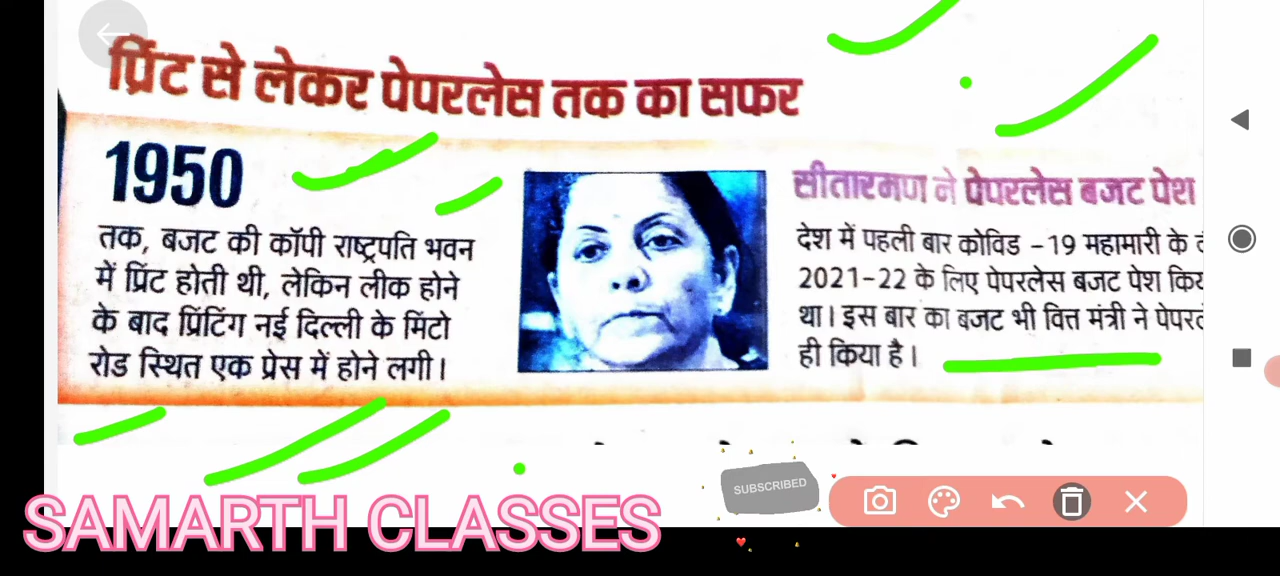 प्रिंट से लेकर पेपरलेस तक का सफर
1950
तक, बजट की कॉपी राष्ट्रपति भवन
में प्रिंट होती थी, लेकिन लीक होने
के बाद प्रिंटिंग नई दिल्ली के मिंटो
रोड स्थित एक प्रेस में होने लगी।
सीतारमण ने पेपरलेस बजट पेश
देश में पहली बार कोविड -19 महामारी के
2021-22 के लिए पेपरलेस बजट पेश
था। इस बार का बजट भी वित्त मंत्री ने
ही किया है।
SUBSCRIBED
SAMARTH CLASSES